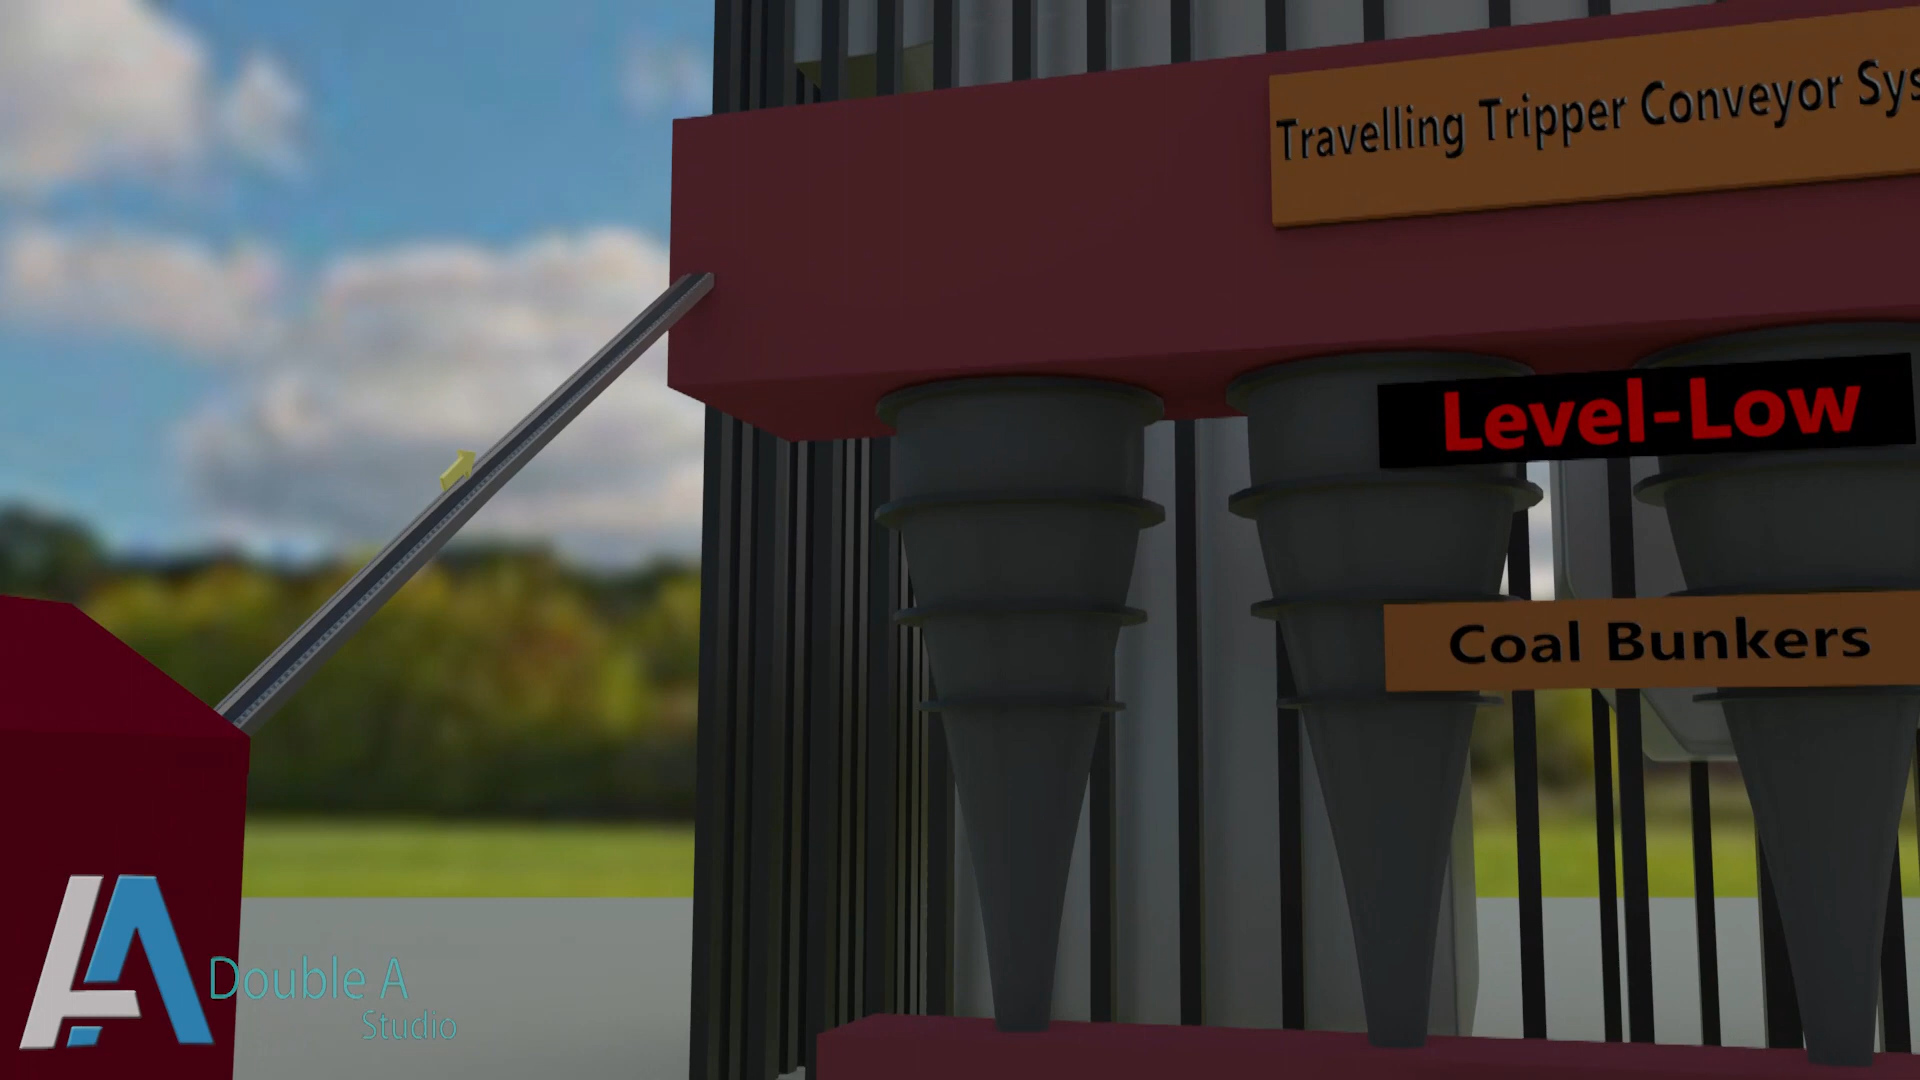 Travelling Tripper Conveyor Sys
Level-Low
Coal Bunkers
Double A
Studio